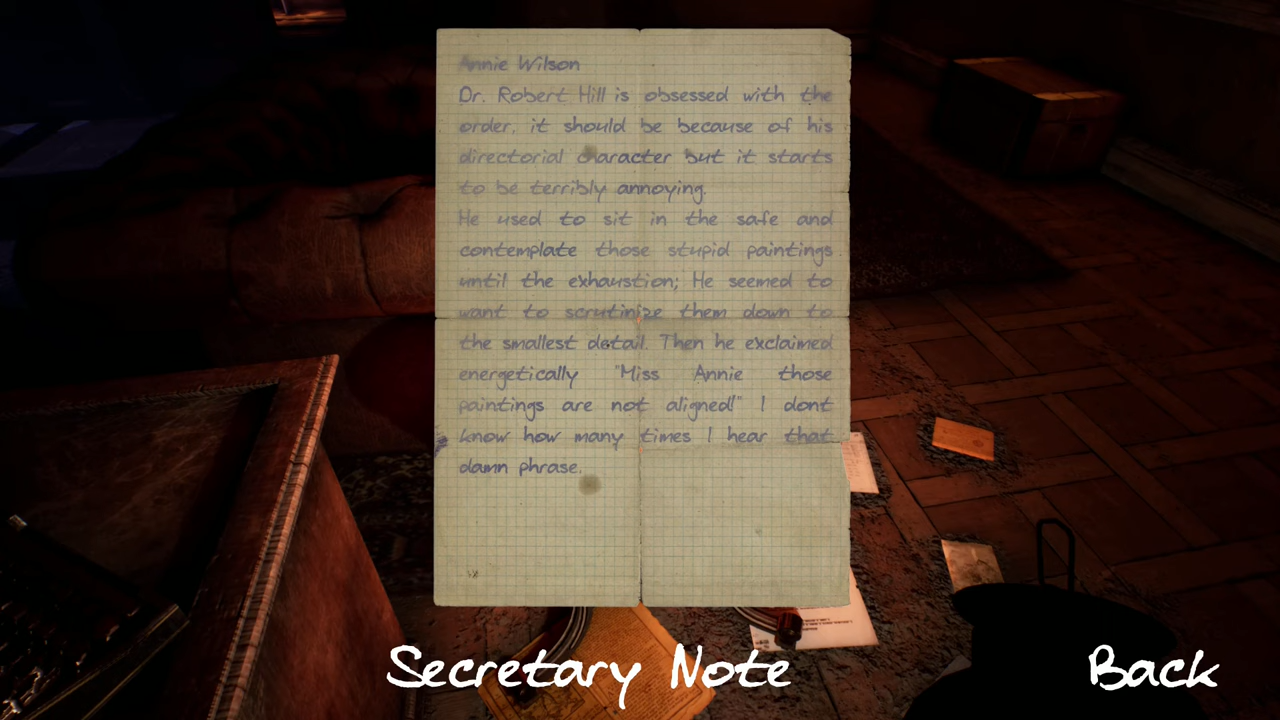 Annie Wilson
Dr. Robert Hill is obsessed with the
order, it should be because of his
directorial character but it starts
to be terribly annoying.
He used to sit in the safe and
contemplate those stupid paintings
until the exhaustion; He seemed to
want to scrutinize them down to
the smallest detail. Then he exclaimed
energetically "Miss Annie those
paintings are not aligned!" I dont
know how many times I hear that
damn phrase.
Secretary Note
Back